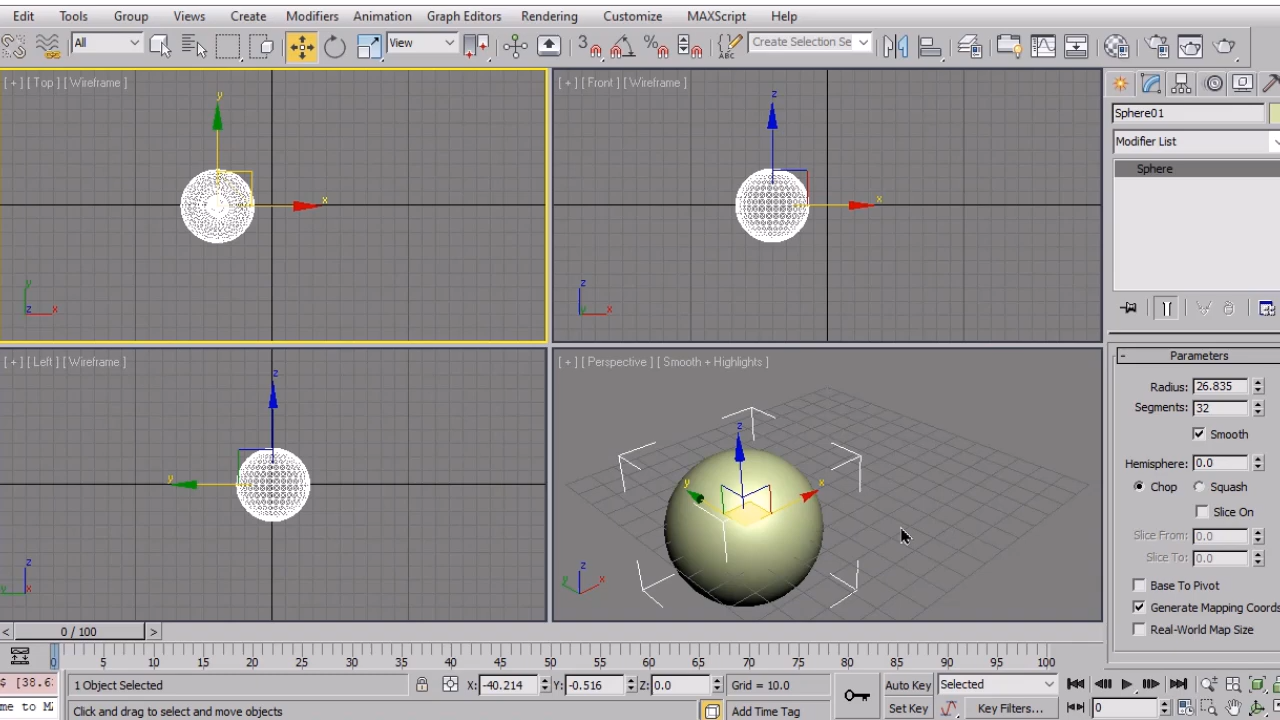 Edit Tools Group Views Create Modifiers Animation Graph Editors Rendering Customize MAXScript Help
All View 3 % ABC Create Selection Se
[ + ] [ Top ] [ Wireframe ]
[ + ] [ Front ] [ Wireframe ]
y
x
y
z x
z
x
z
y x
[ + ] [ Left ] [ Wireframe ]
[ + ] [ Perspective ] [ Smooth + Highlights ]
z
y
z
y x
z
y
x
z
y x
Sphere01
Modifier List
Sphere
- Parameters
Radius: 26.835
Segments: 32
Smooth
Hemisphere: 0.0
Chop Squash
Slice On
Slice From: 0.0
Slice To: 0.0
Base To Pivot
Generate Mapping Coords
Real-World Map Size
< 0 / 100 >
0 5 10 15 20 25 30 35 40 45 50 55 60 65 70 75 80 85 90 95 100
$ [38.6 1 Object Selected X: -40.214 Y: -0.516 Z: 0.0 Grid = 10.0 Auto Key Selected
me to M Click and drag to select and move objects Add Time Tag Set Key Key Filters... 0